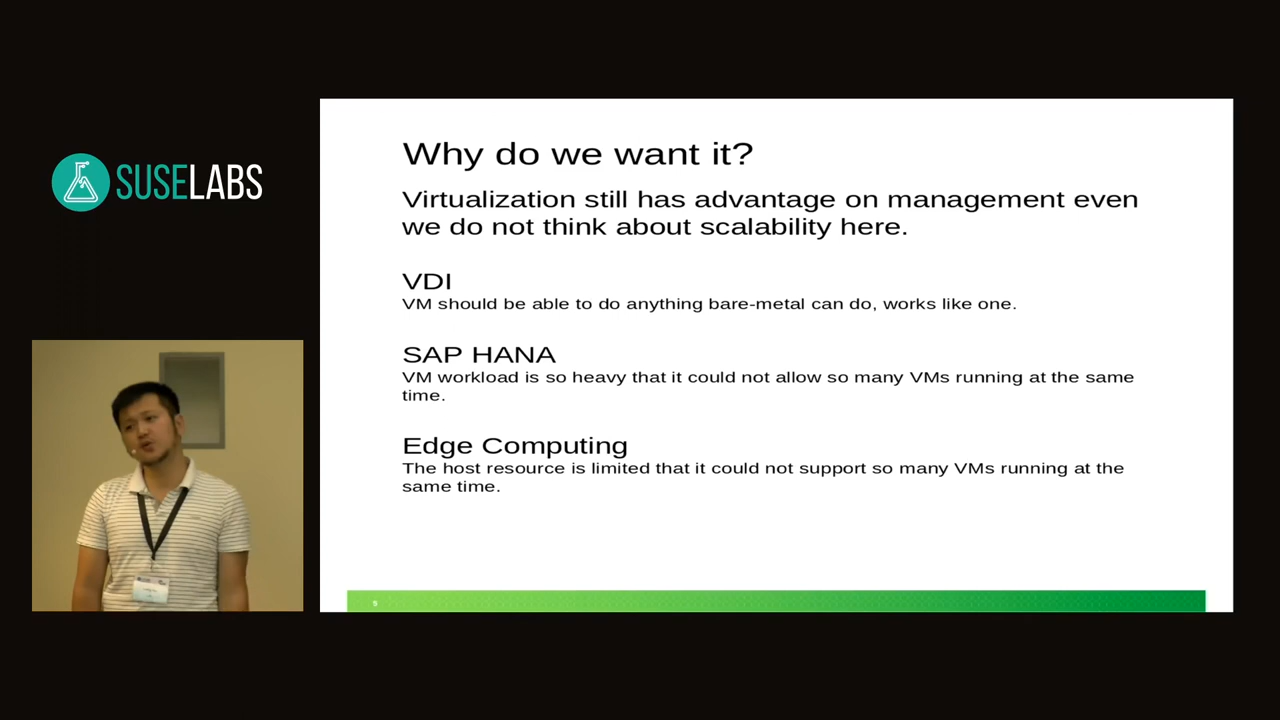 SUSELABS
Why do we want it?
Virtualization still has advantage on management even
we do not think about scalability here.
VDI
VM should be able to do anything bare-metal can do, works like one.
SAP HANA
VM workload is so heavy that it could not allow so many VMs running at the same
time.
Edge Computing
The host resource is limited that it could not support so many VMs running at the
same time.